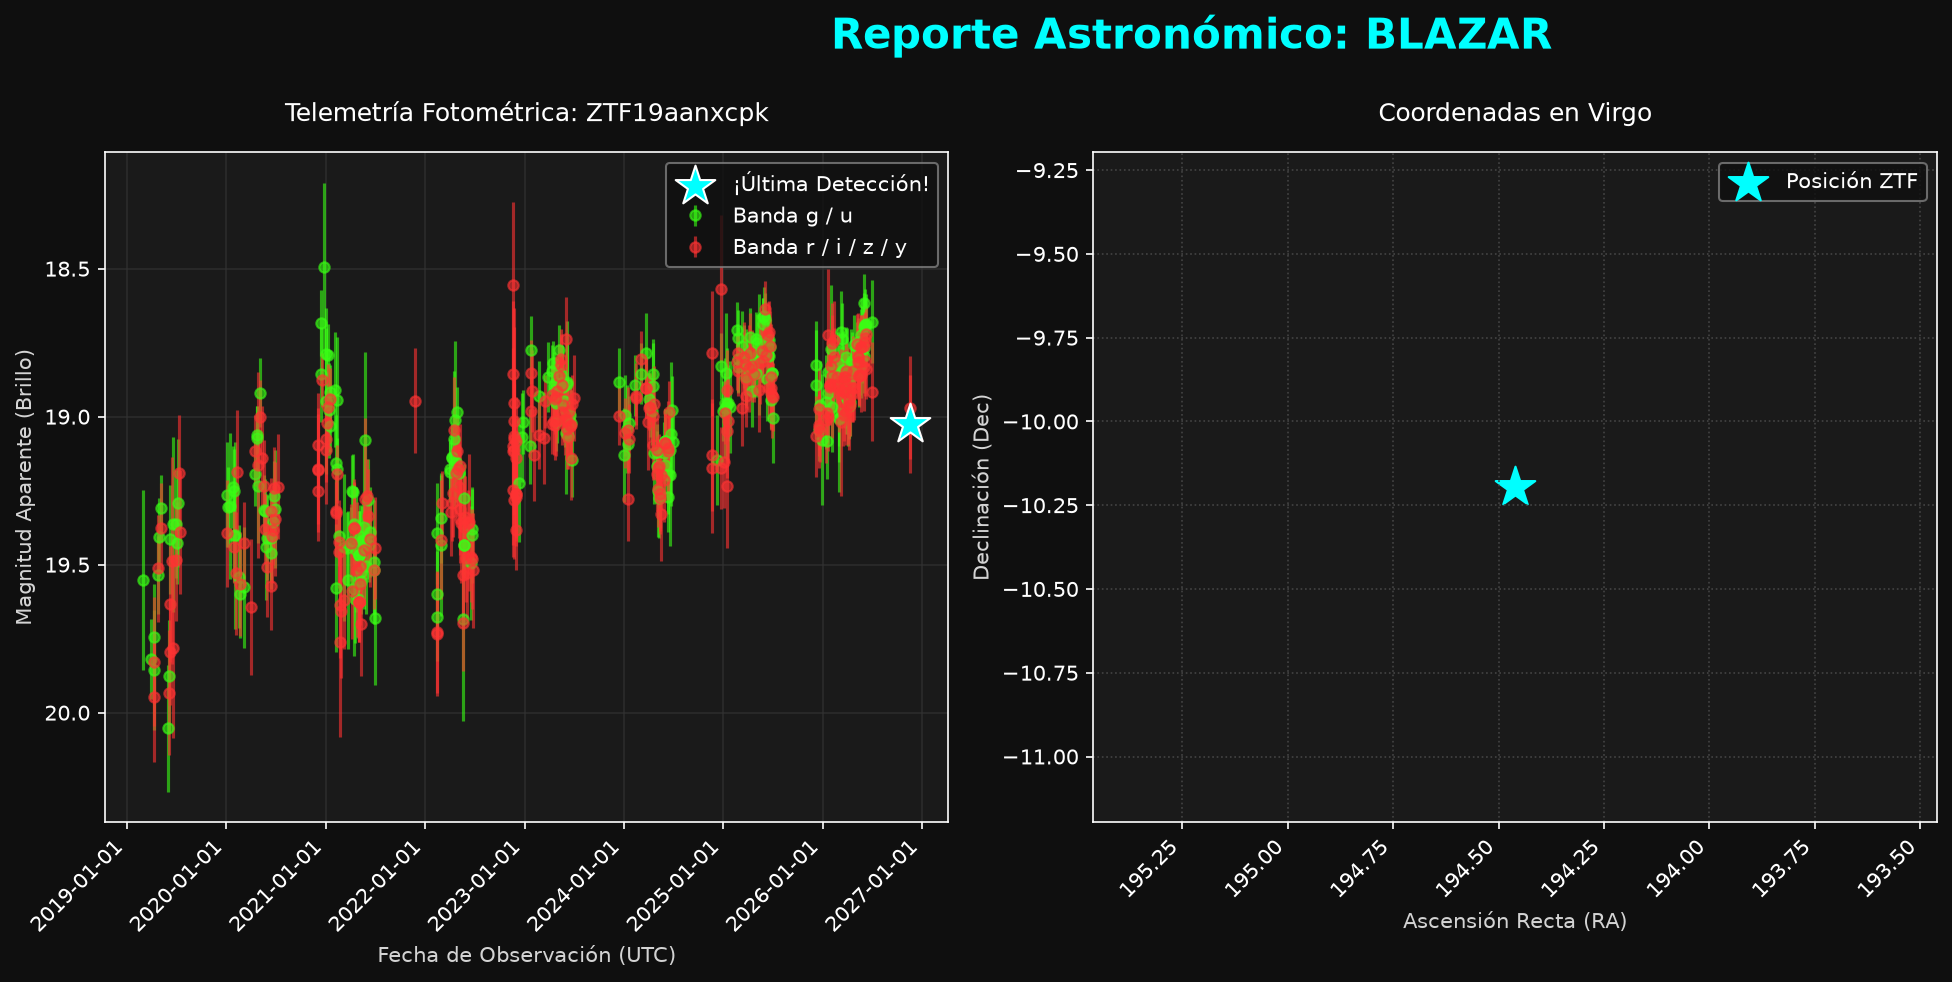 Reporte Astronómico: BLAZAR
Telemetría Fotométrica: ZTF19aanxcpk
¡Última Detección!
Banda g / u
Banda r / i / z / y
Magnitud Aparente (Brillo)
18.5
19.0
19.5
20.0
2019-01-01
2020-01-01
2021-01-01
2022-01-01
2023-01-01
2024-01-01
2025-01-01
2026-01-01
2027-01-01
Fecha de Observación (UTC)
Coordenadas en Virgo
Posición ZTF
Declinación (Dec)
−9.25
−9.50
−9.75
−10.00
−10.25
−10.50
−10.75
−11.00
195.25
195.00
194.75
194.50
194.25
194.00
193.75
193.50
Ascensión Recta (RA)